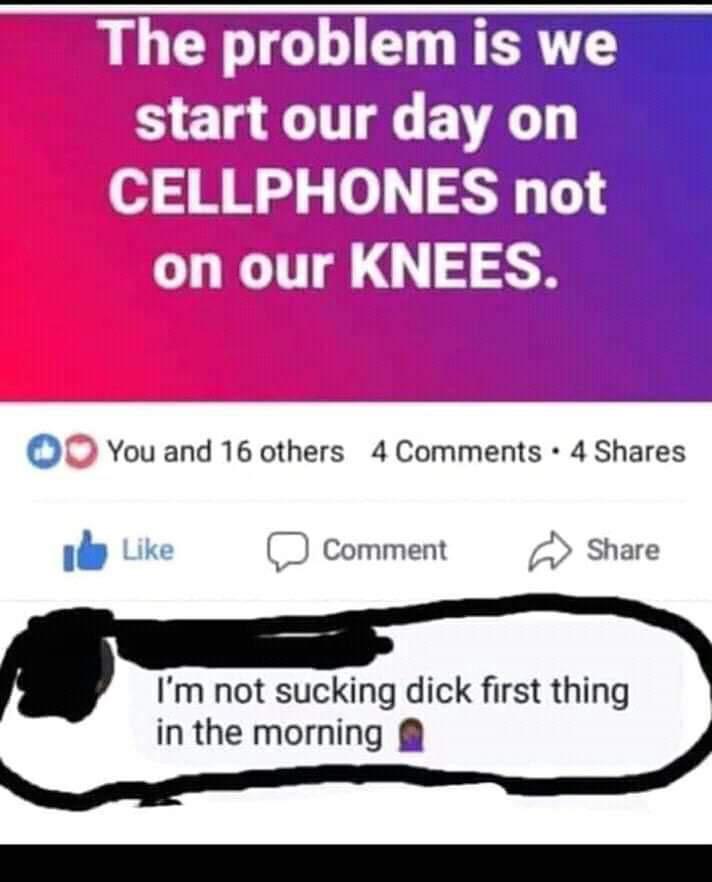 The problem is we
start our day on
CELLPHONES not
on our KNEES.
You and 16 others 4 Comments • 4 Shares
Like Comment Share
I'm not sucking dick first thing
in the morning 🤦🏾‍♀️